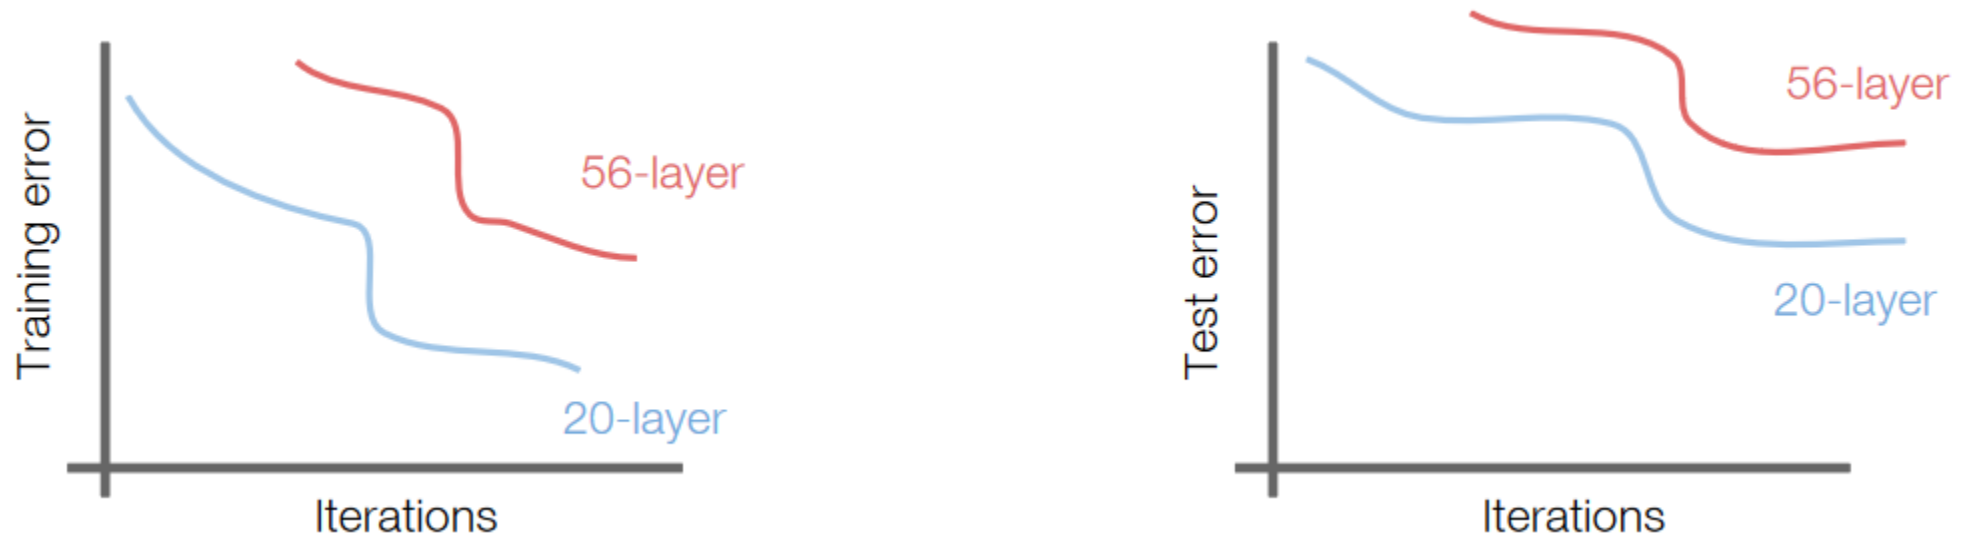 Training error
56-layer
20-layer
Iterations
Test error
56-layer
20-layer
Iterations